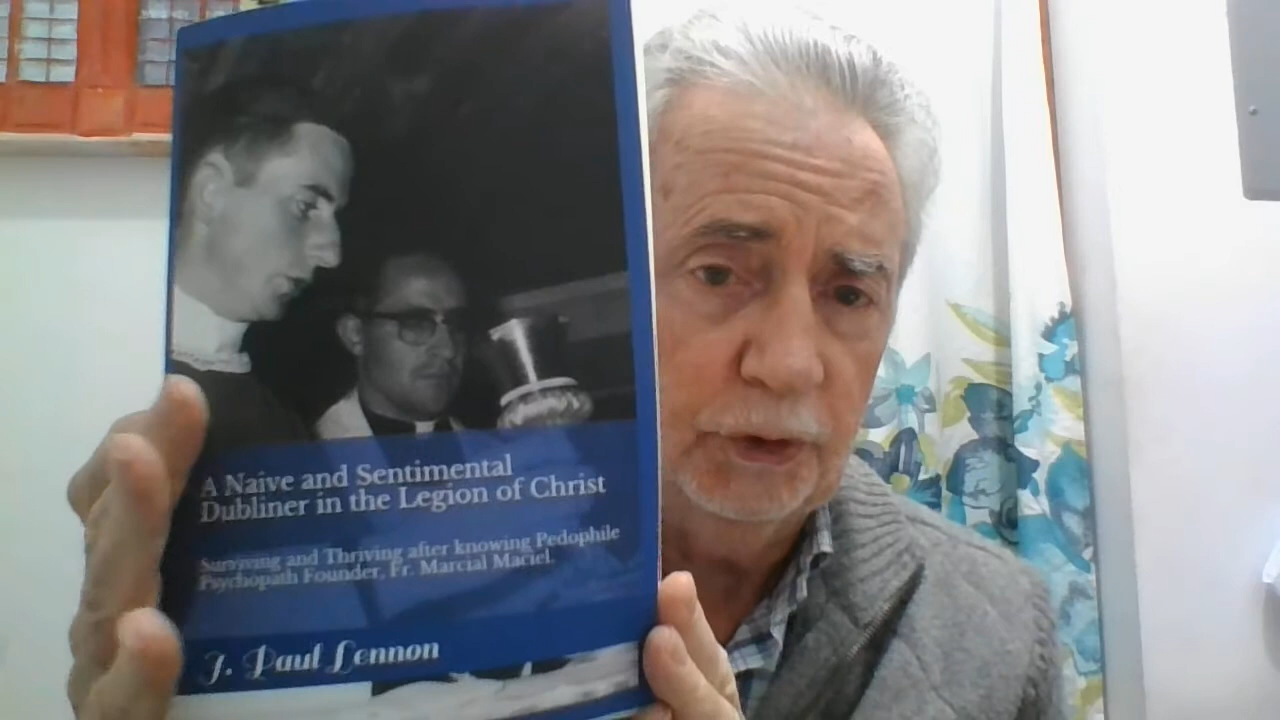 A Naive and Sentimental
Dubliner in the Legion of Christ
Surviving and Thriving after knowing Pedophile
Psychopath Founder, Fr. Marcial Maciel.
J. Paul Lennon